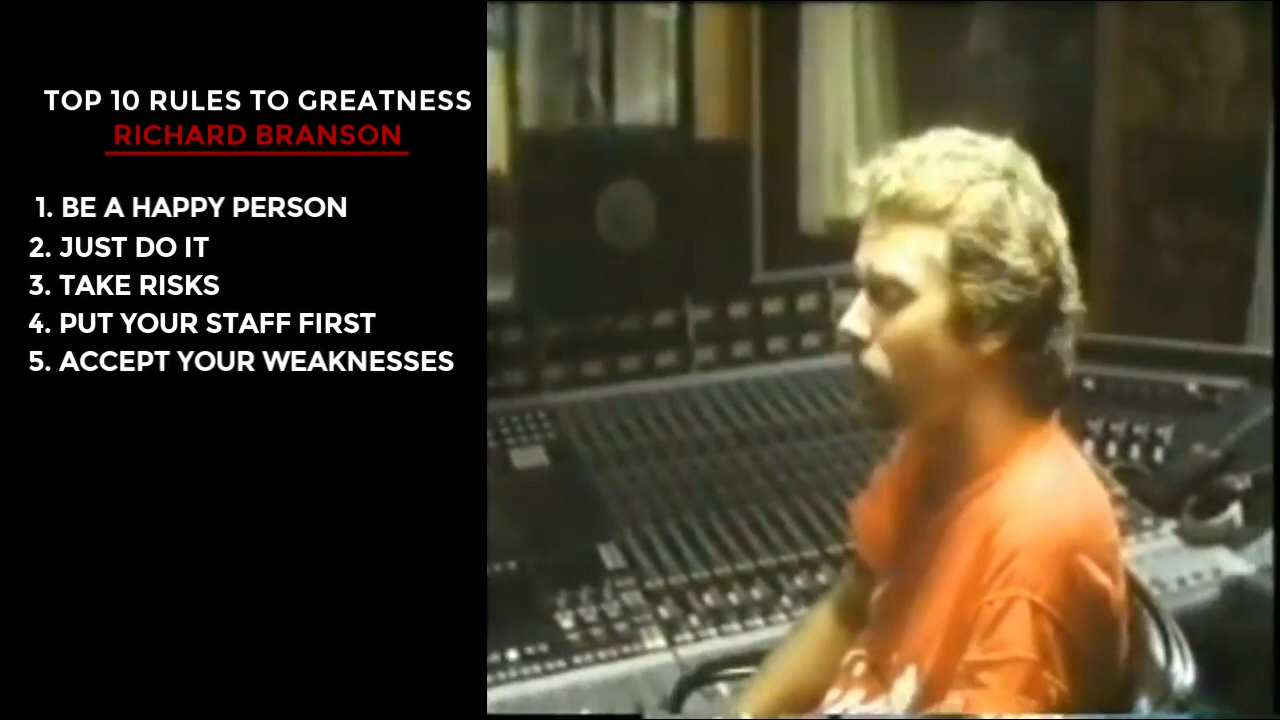 TOP 10 RULES TO GREATNESS
RICHARD BRANSON
1. BE A HAPPY PERSON
2. JUST DO IT
3. TAKE RISKS
4. PUT YOUR STAFF FIRST
5. ACCEPT YOUR WEAKNESSES